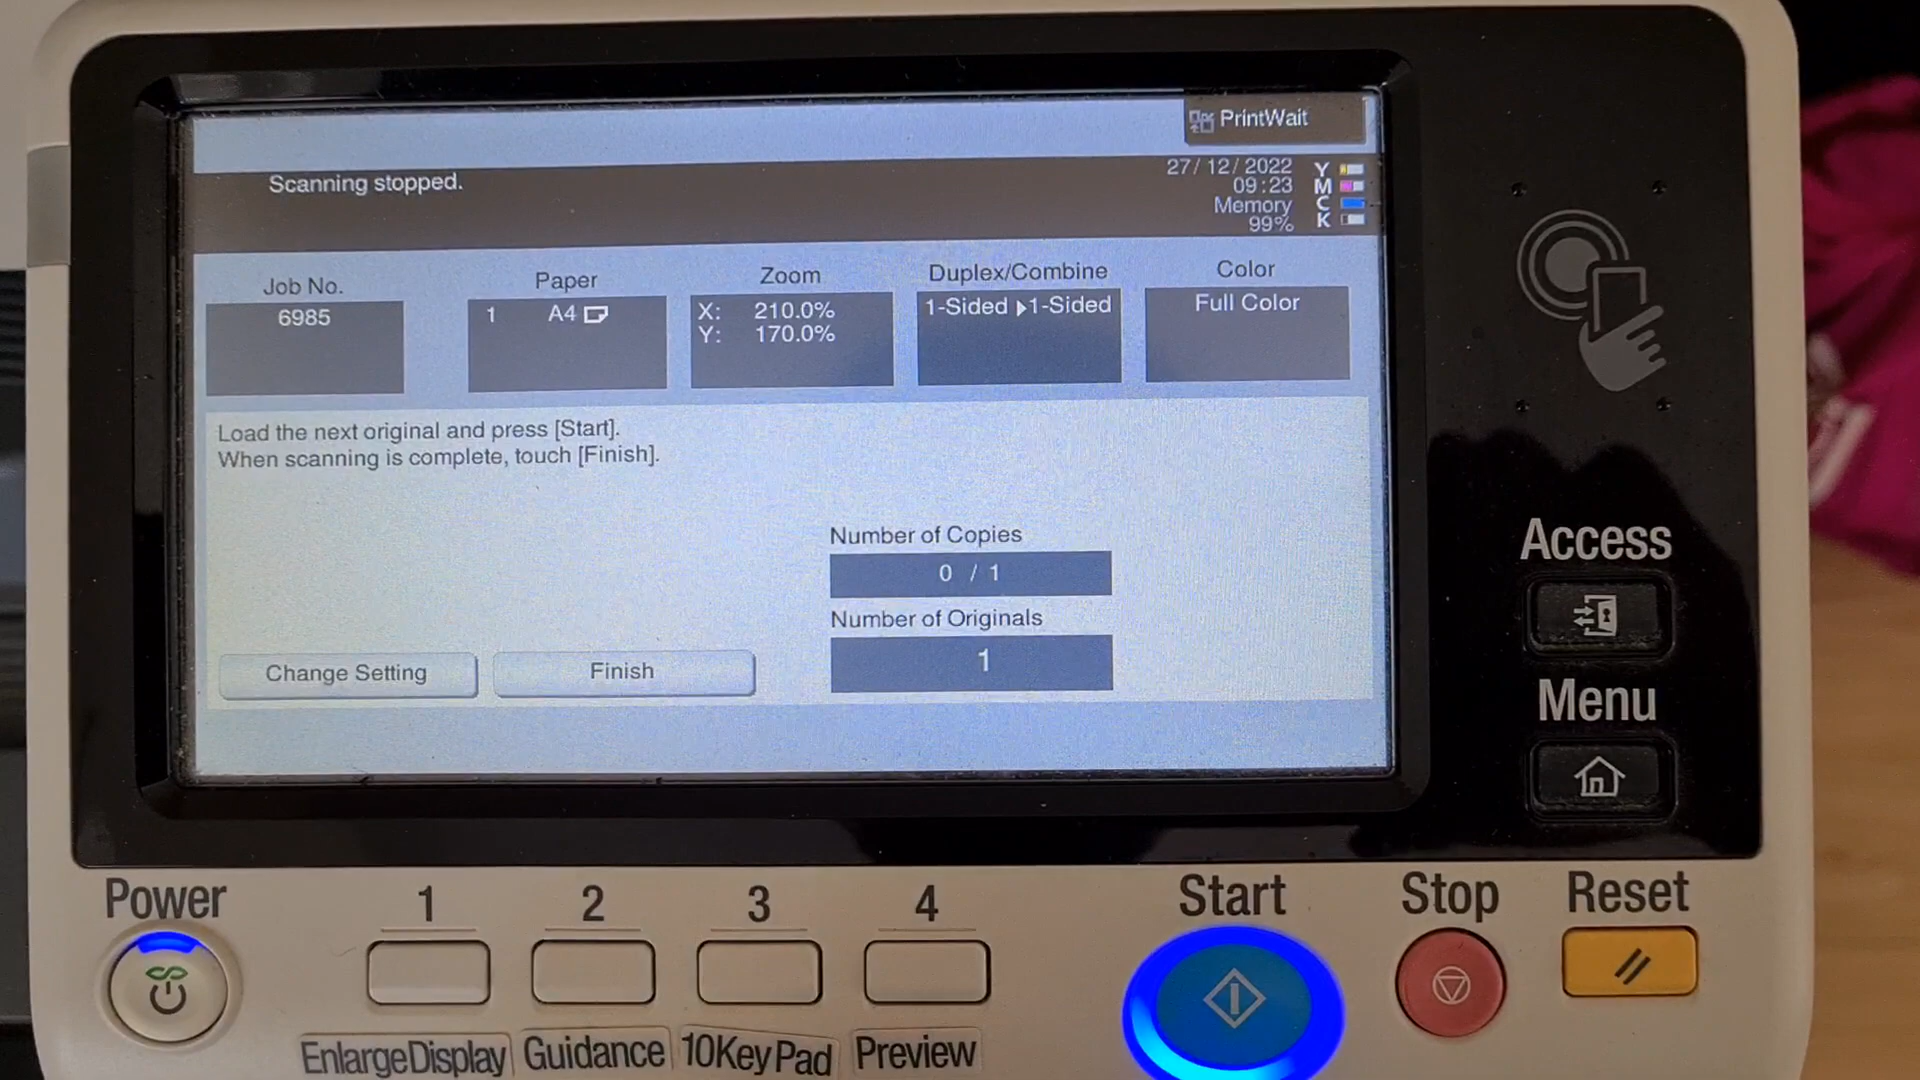 PrintWait
Scanning stopped.
27/12/2022
09:23
Memory
99%
Y
M
C
K
Job No.
6985
Paper
1 A4
Zoom
X: 210.0%
Y: 170.0%
Duplex/Combine
1-Sided ▶1-Sided
Color
Full Color
Load the next original and press [Start].
When scanning is complete, touch [Finish].
Number of Copies
0 / 1
Number of Originals
1
Change Setting
Finish
Access
Menu
Power
1
2
3
4
Start
Stop
Reset
EnlargeDisplay
Guidance
10KeyPad
Preview